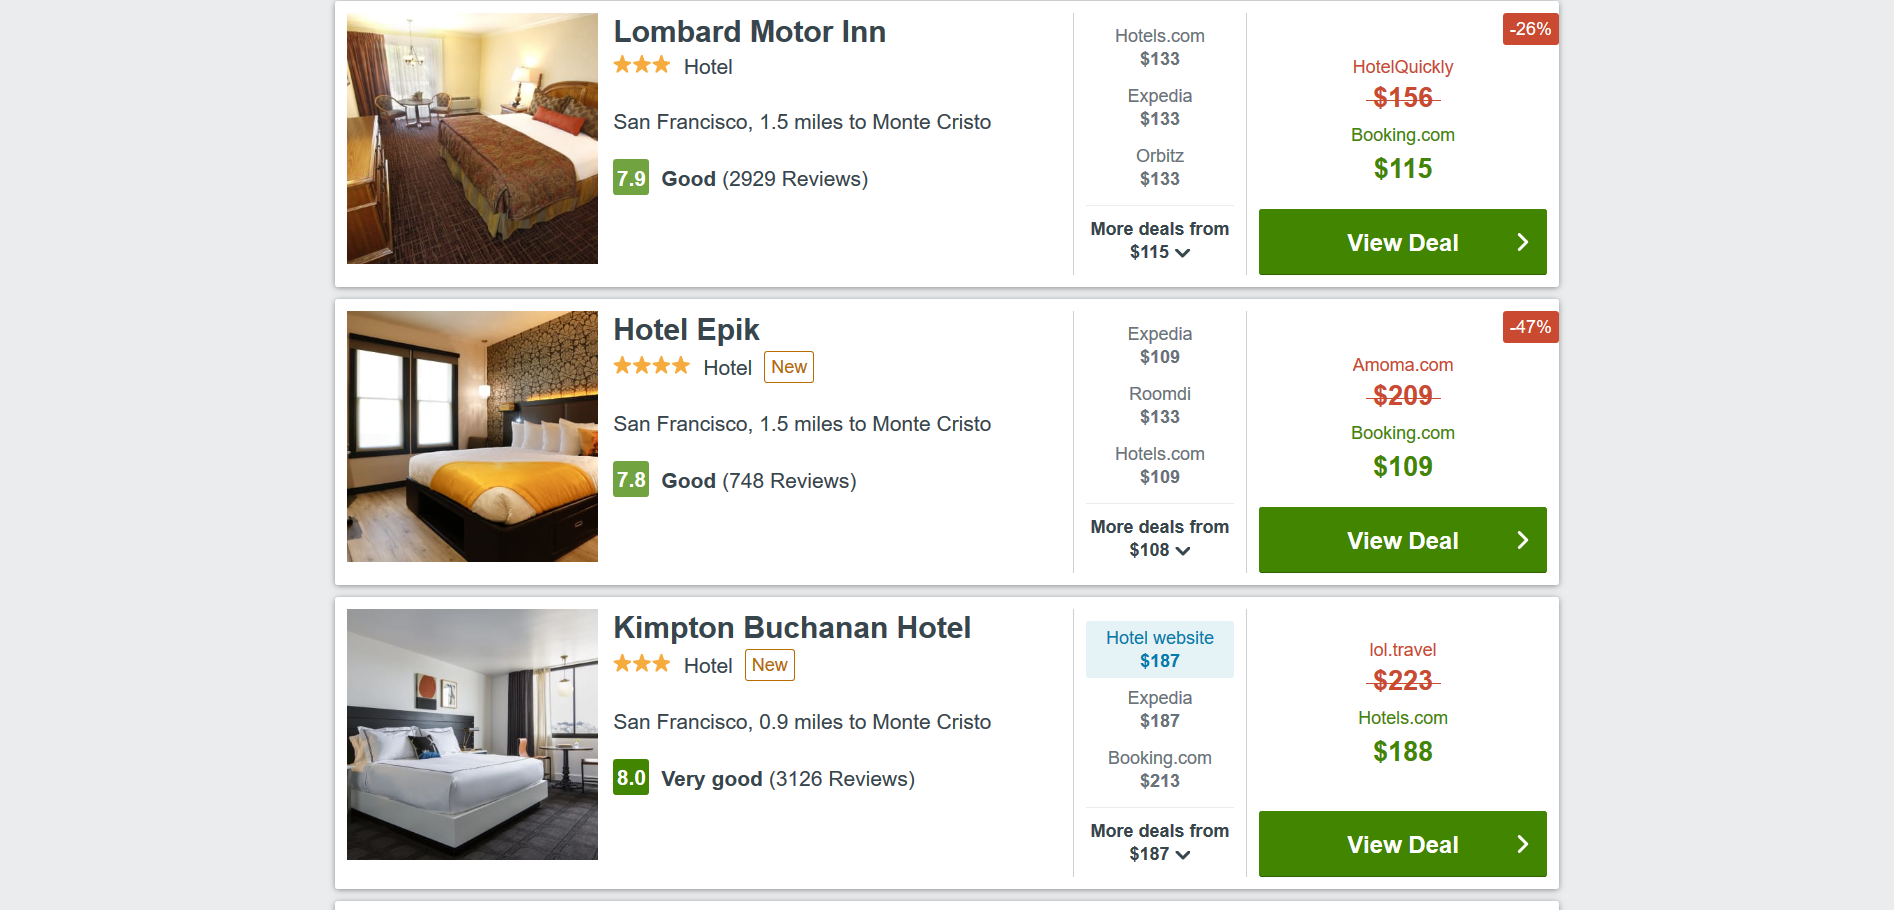 Lombard Motor Inn
Hotel
San Francisco, 1.5 miles to Monte Cristo
7.9 Good (2929 Reviews)
Hotels.com
$133
Expedia
$133
Orbitz
$133
More deals from
$115
-26%
HotelQuickly
$156
Booking.com
$115
View Deal
Hotel Epik
Hotel New
San Francisco, 1.5 miles to Monte Cristo
7.8 Good (748 Reviews)
Expedia
$109
Roomdi
$133
Hotels.com
$109
More deals from
$108
-47%
Amoma.com
$209
Booking.com
$109
View Deal
Kimpton Buchanan Hotel
Hotel New
San Francisco, 0.9 miles to Monte Cristo
8.0 Very good (3126 Reviews)
Hotel website
$187
Expedia
$187
Booking.com
$213
More deals from
$187
lol.travel
$223
Hotels.com
$188
View Deal